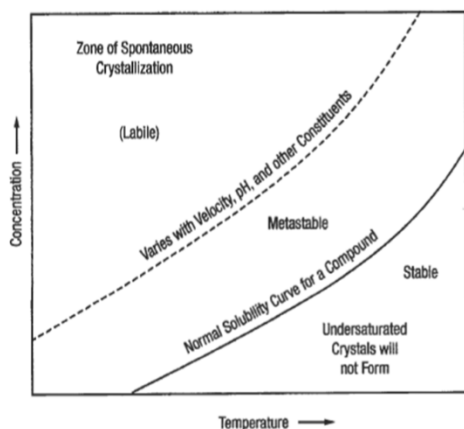 Zone of Spontaneous
Crystallization
(Labile)
Varies with Velocity, pH, and other Constituents
Metastable
Normal Solubility Curve for a Compound
Stable
Undersaturated
Crystals will
not Form
Concentration
Temperature